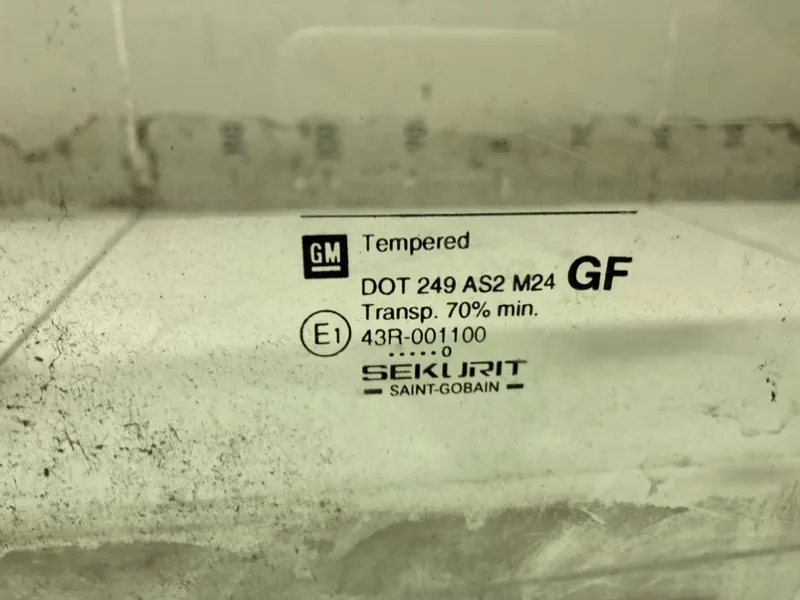 GM Tempered
DOT 249 AS2 M24 GF
Transp. 70% min.
E1 43R-001100
.....0
SEKURIT
SAINT-GOBAIN